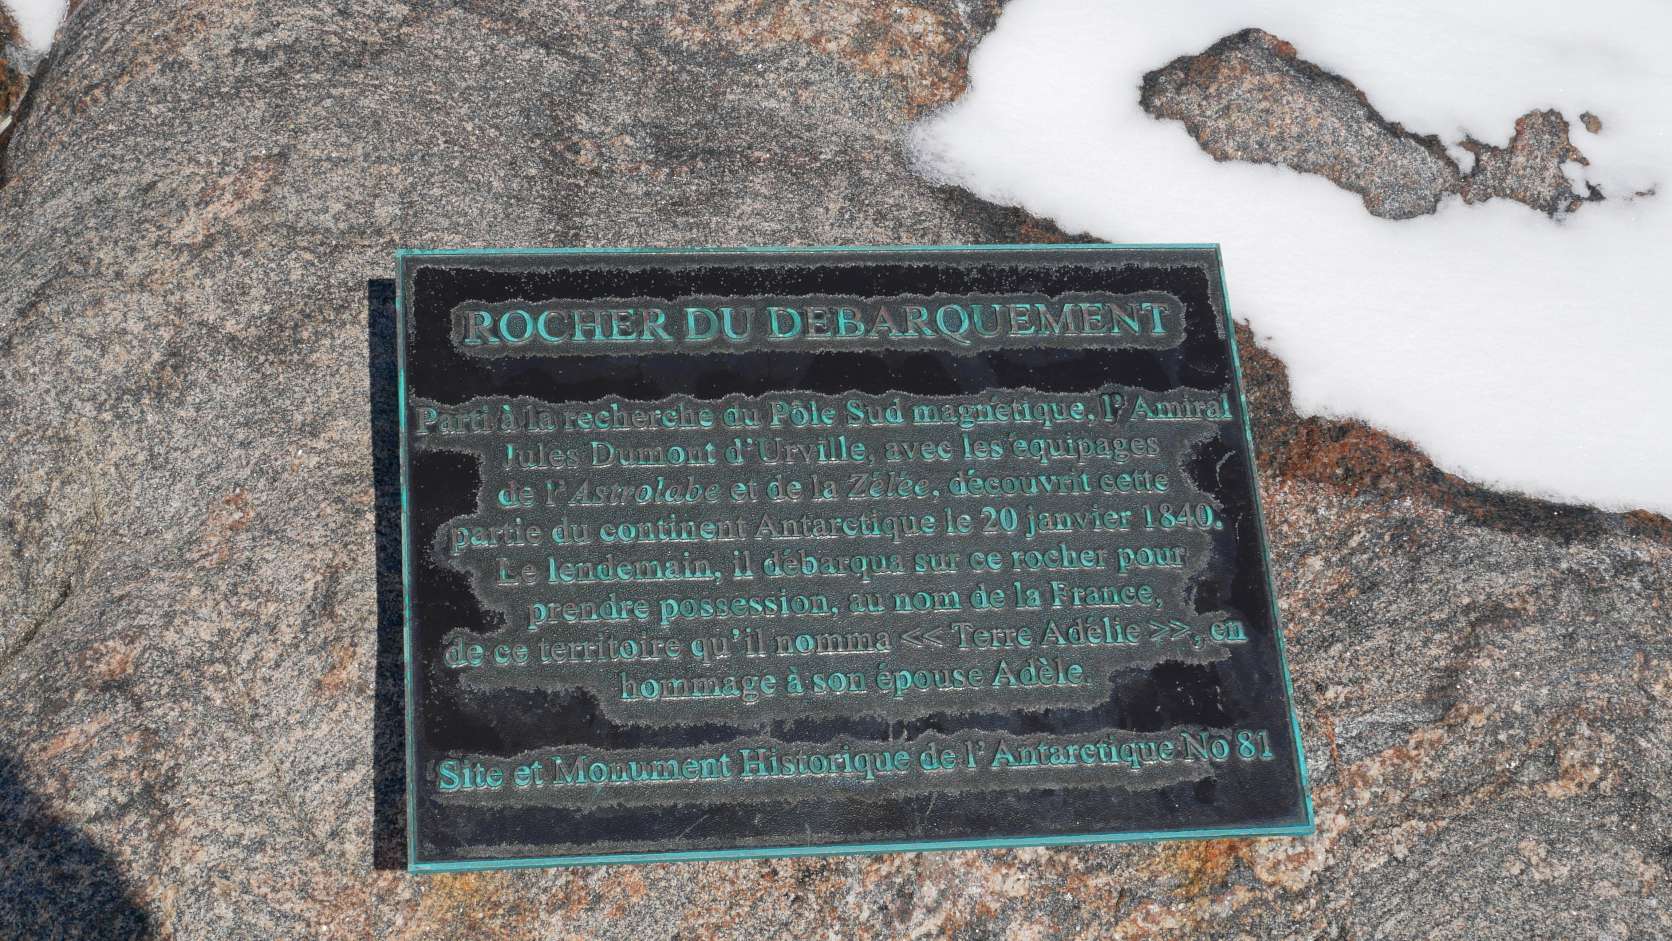 ROCHER DU DEBARQUEMENT
Parti à la recherche du Pôle Sud magnétique, l'Amiral
Jules Dumont d'Urville, avec les équipages
de l'Astrolabe et de la Zélée, découvrit cette
partie du continent Antarctique le 20 janvier 1840.
Le lendemain, il débarqua sur ce rocher pour
prendre possession, au nom de la France,
de ce territoire qu'il nomma << Terre Adélie >>, en
hommage à son épouse Adèle.
Site et Monument Historique de l'Antarctique No 81